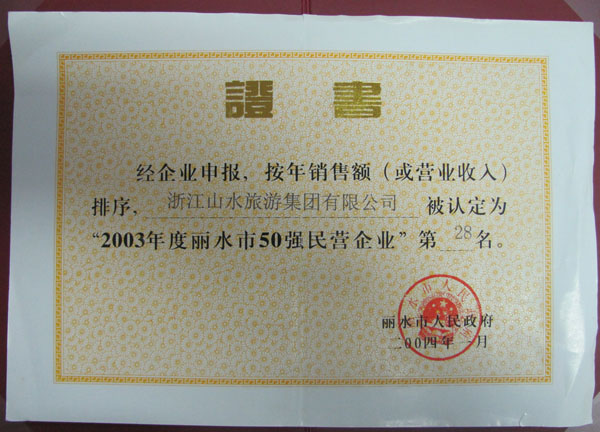 證書
经企业申报，按年销售额（或营业收入）
排序，浙江山水旅游集团有限公司 被认定为
“2003年度丽水市50强民营企业”第 28 名。
丽水市人民政府
二00四年一月